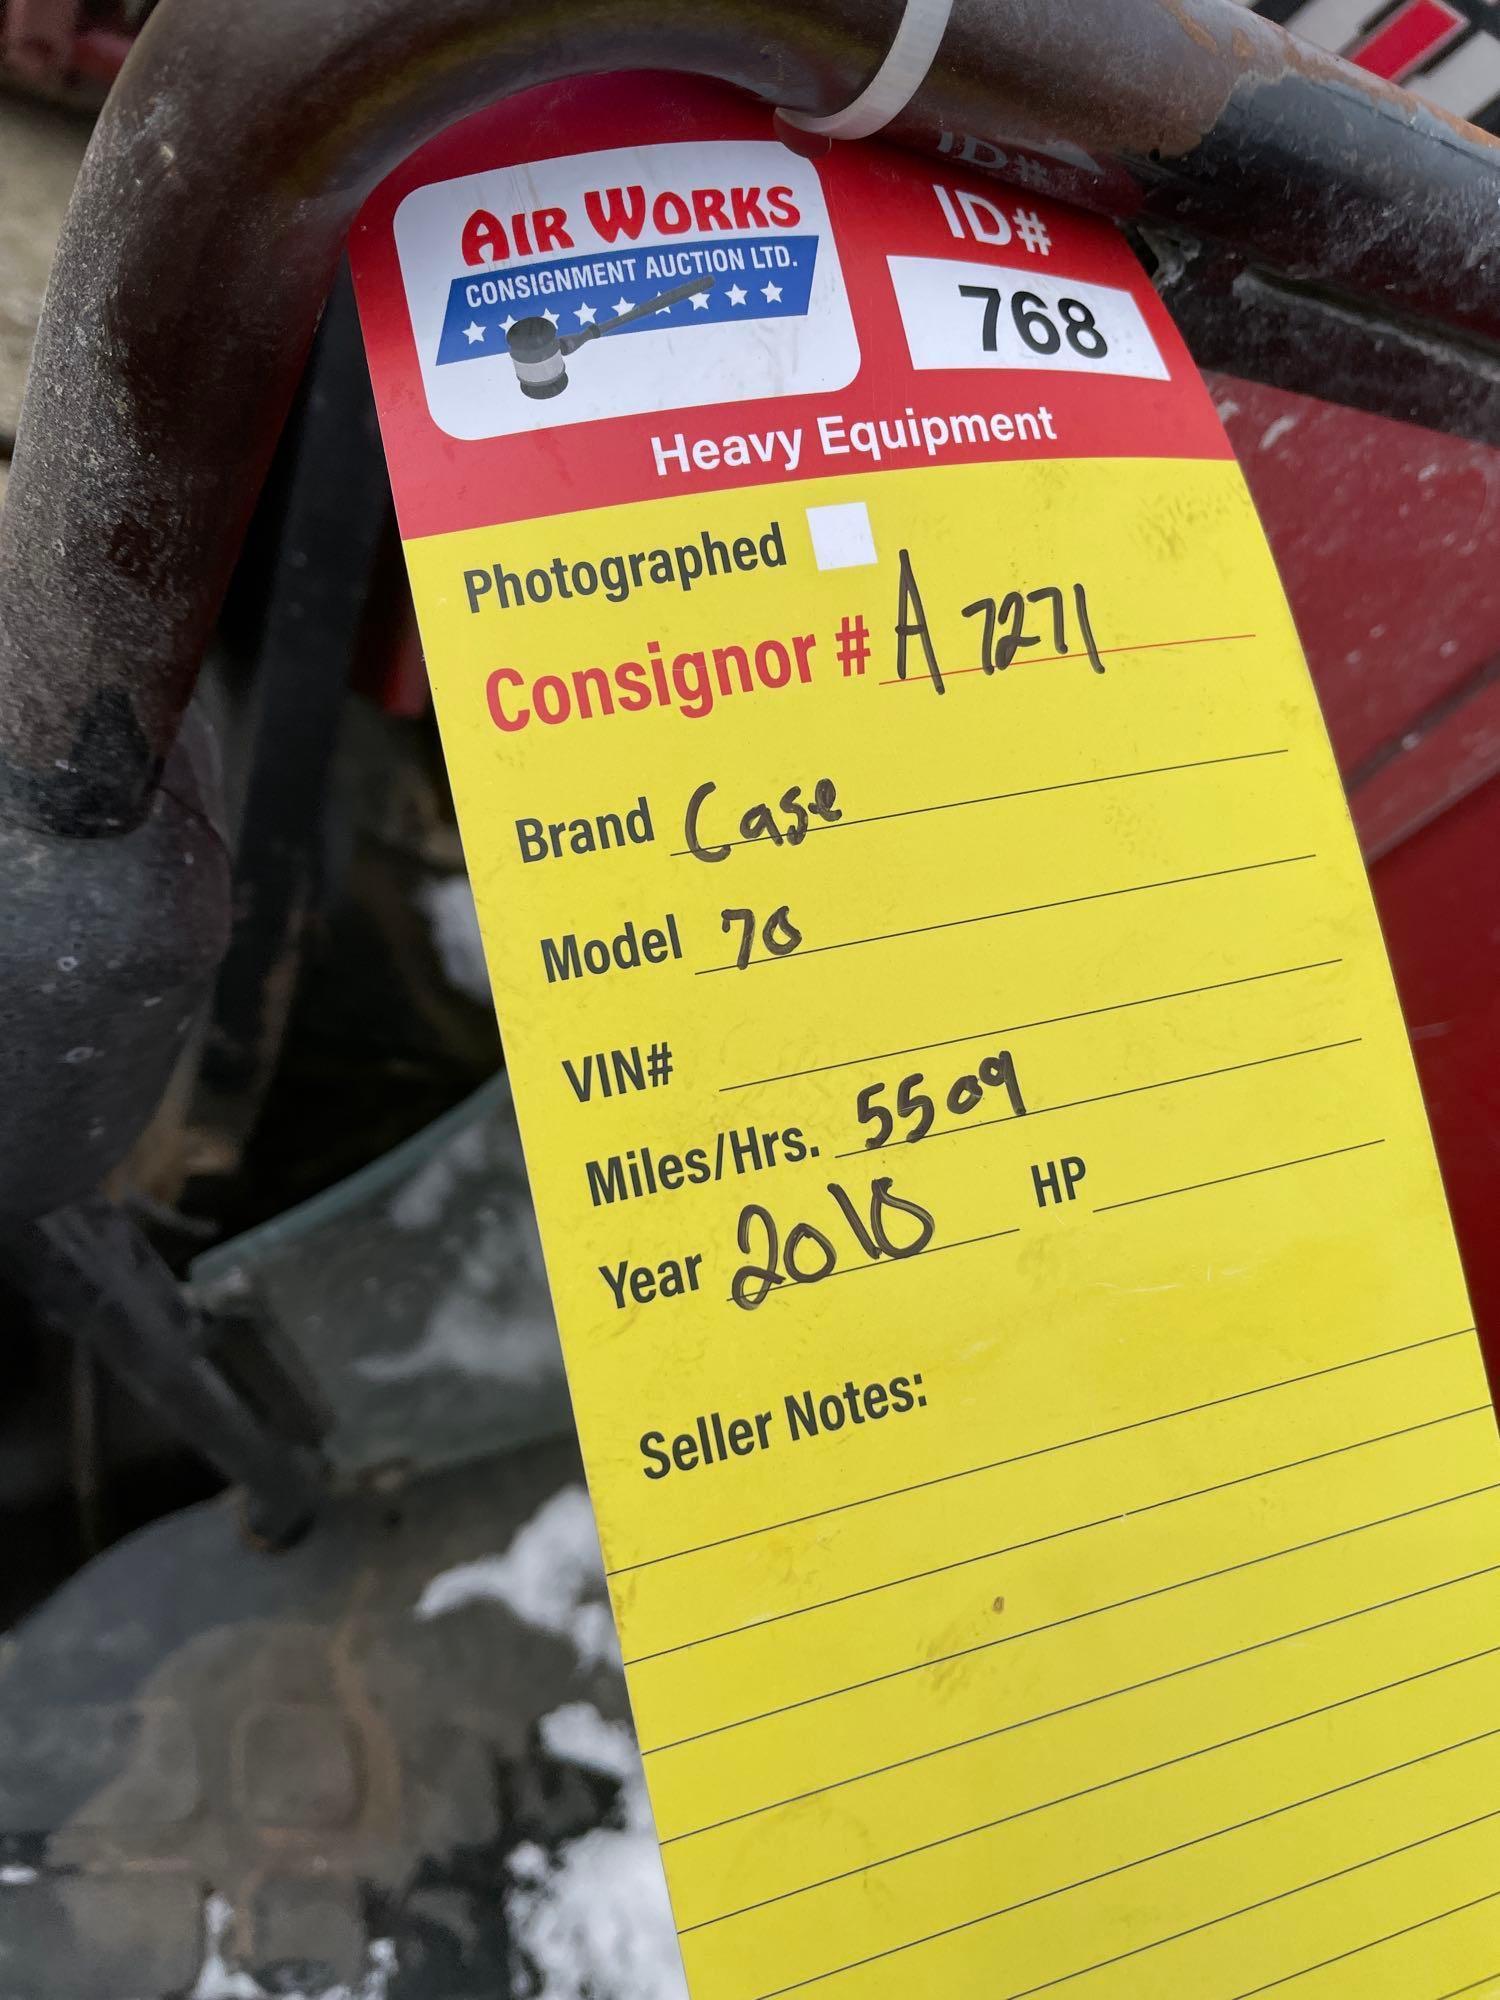 AIR WORKS
CONSIGNMENT AUCTION LTD.
ID#
ID#
768
Heavy Equipment
Photographed
Consignor # A 7271
Brand Case
Model 70
VIN#
Miles/Hrs. 5509
Year 2010 HP
Seller Notes: